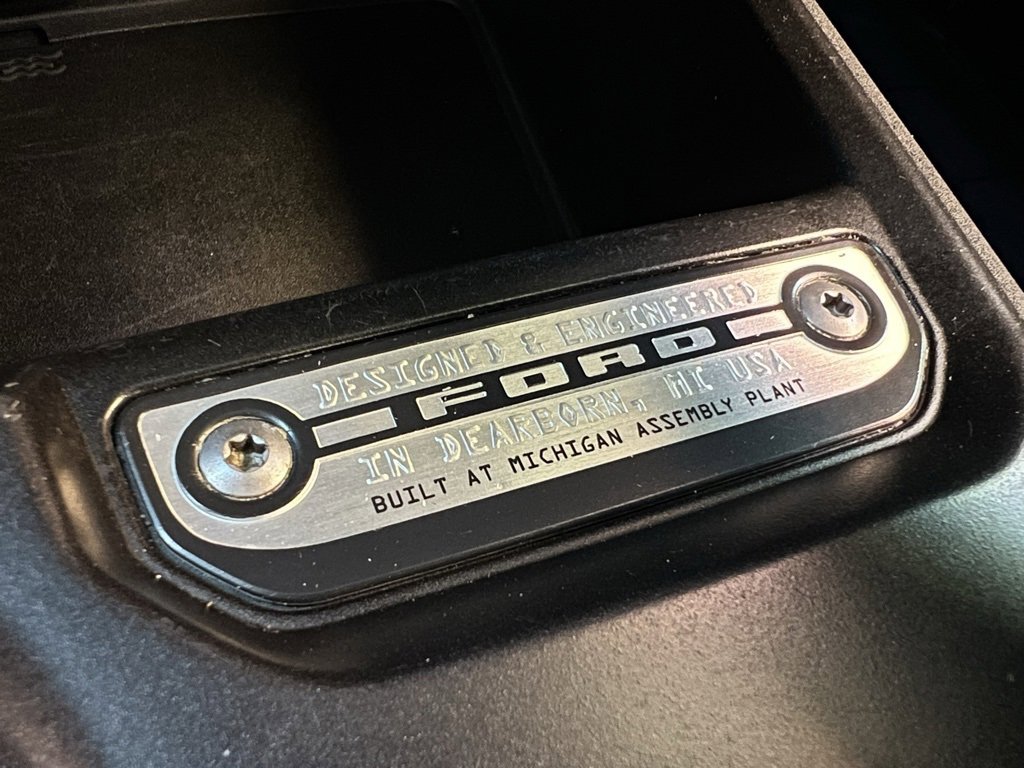 DESIGNED & ENGINEERED
FORD
IN DEARBORN, MI USA
BUILT AT MICHIGAN ASSEMBLY PLANT